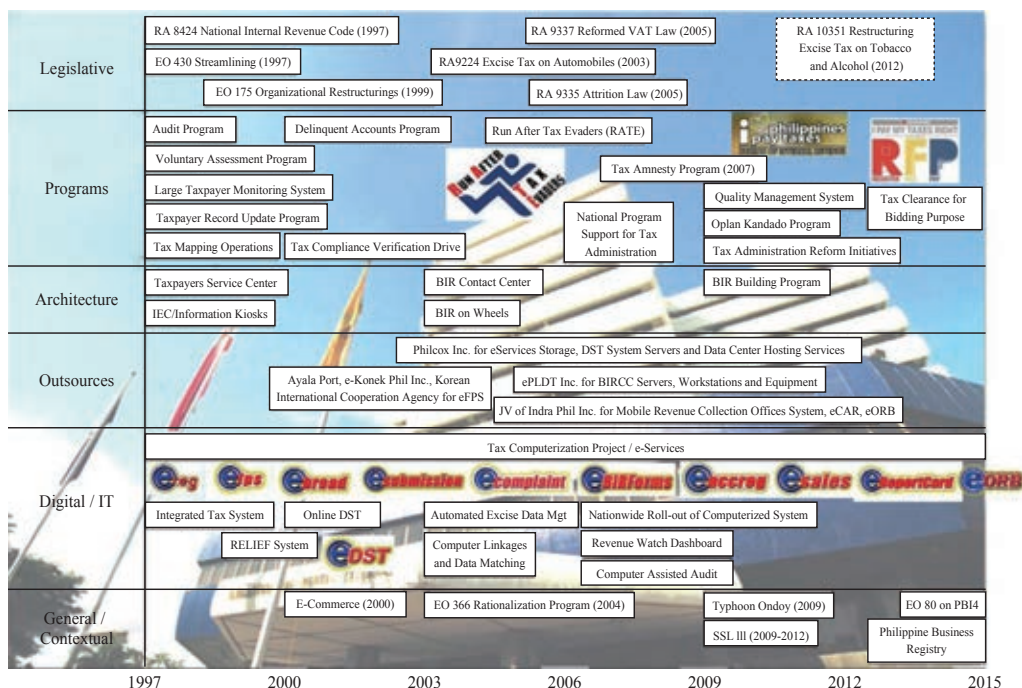 Legislative
RA 8424 National Internal Revenue Code (1997)
RA 9337 Reformed VAT Law (2005)
RA 10351 Restructuring
Excise Tax on Tobacco
and Alcohol (2012)
EO 430 Streamlining (1997)
RA9224 Excise Tax on Automobiles (2003)
EO 175 Organizational Restructurings (1999)
RA 9335 Attrition Law (2005)
Programs
Audit Program
Delinquent Accounts Program
Run After Tax Evaders (RATE)
philippines
pay taxes
I PAY MY TAXES RIGHT
RFP
Voluntary Assessment Program
RUN AFTER
TAX
EVADERS
Tax Amnesty Program (2007)
Large Taxpayer Monitoring System
Quality Management System
Tax Clearance for
Bidding Purpose
Taxpayer Record Update Program
National Program
Support for Tax
Administration
Oplan Kandado Program
Tax Mapping Operations
Tax Compliance Verification Drive
Tax Administration Reform Initiatives
Architecture
Taxpayers Service Center
BIR Contact Center
BIR Building Program
IEC/Information Kiosks
BIR on Wheels
Outsources
Philcox Inc. for eServices Storage, DST System Servers and Data Center Hosting Services
Ayala Port, e-Konek Phil Inc., Korean
International Cooperation Agency for eFPS
ePLDT Inc. for BIRCC Servers, Workstations and Equipment
JV of Indra Phil Inc. for Mobile Revenue Collection Offices System, eCAR, eORB
Digital / IT
Tax Computerization Project / e-Services
ereg
efps
ebroad
esubmission
ecomplaint
eBIRForms
eaccreg
esales
eReportCard
eORB
Integrated Tax System
Online DST
Automated Excise Data Mgt
Nationwide Roll-out of Computerized System
RELIEF System
eDST
Computer Linkages
and Data Matching
Revenue Watch Dashboard
Computer Assisted Audit
General /
Contextual
E-Commerce (2000)
EO 366 Rationalization Program (2004)
Typhoon Ondoy (2009)
EO 80 on PBI4
SSL lll (2009-2012)
Philippine Business
Registry
1997
2000
2003
2006
2009
2012
2015